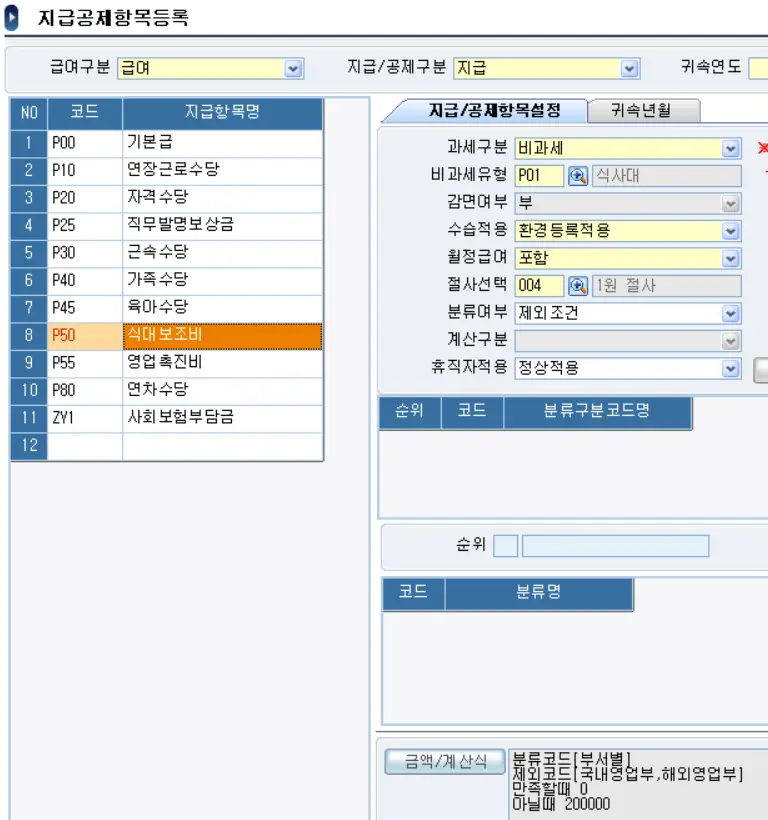 지급공제항목등록
급여구분 급여 지급/공제구분 지급 귀속연도
NO 코드 지급항목명
1 P00 기본급
2 P10 연장근로수당
3 P20 자격수당
4 P25 직무발명보상금
5 P30 근속수당
6 P40 가족수당
7 P45 육아수당
8 P50 식대보조비
9 P55 영업촉진비
10 P80 연차수당
11 ZY1 사회보험부담금
12
지급/공제항목설정 귀속년월
과세구분 비과세 ※
비과세유형 P01 식사대
감면여부 부
수습적용 환경등록적용
월정급여 포함
절사선택 004 1원 절사
분류여부 제외조건
계산구분
휴직자적용 정상적용
순위 코드 분류구분코드명
순위
코드 분류명
금액/계산식
분류코드[부서별]
제외코드[국내영업부,해외영업부]
만족할때 0
아닐때 200000